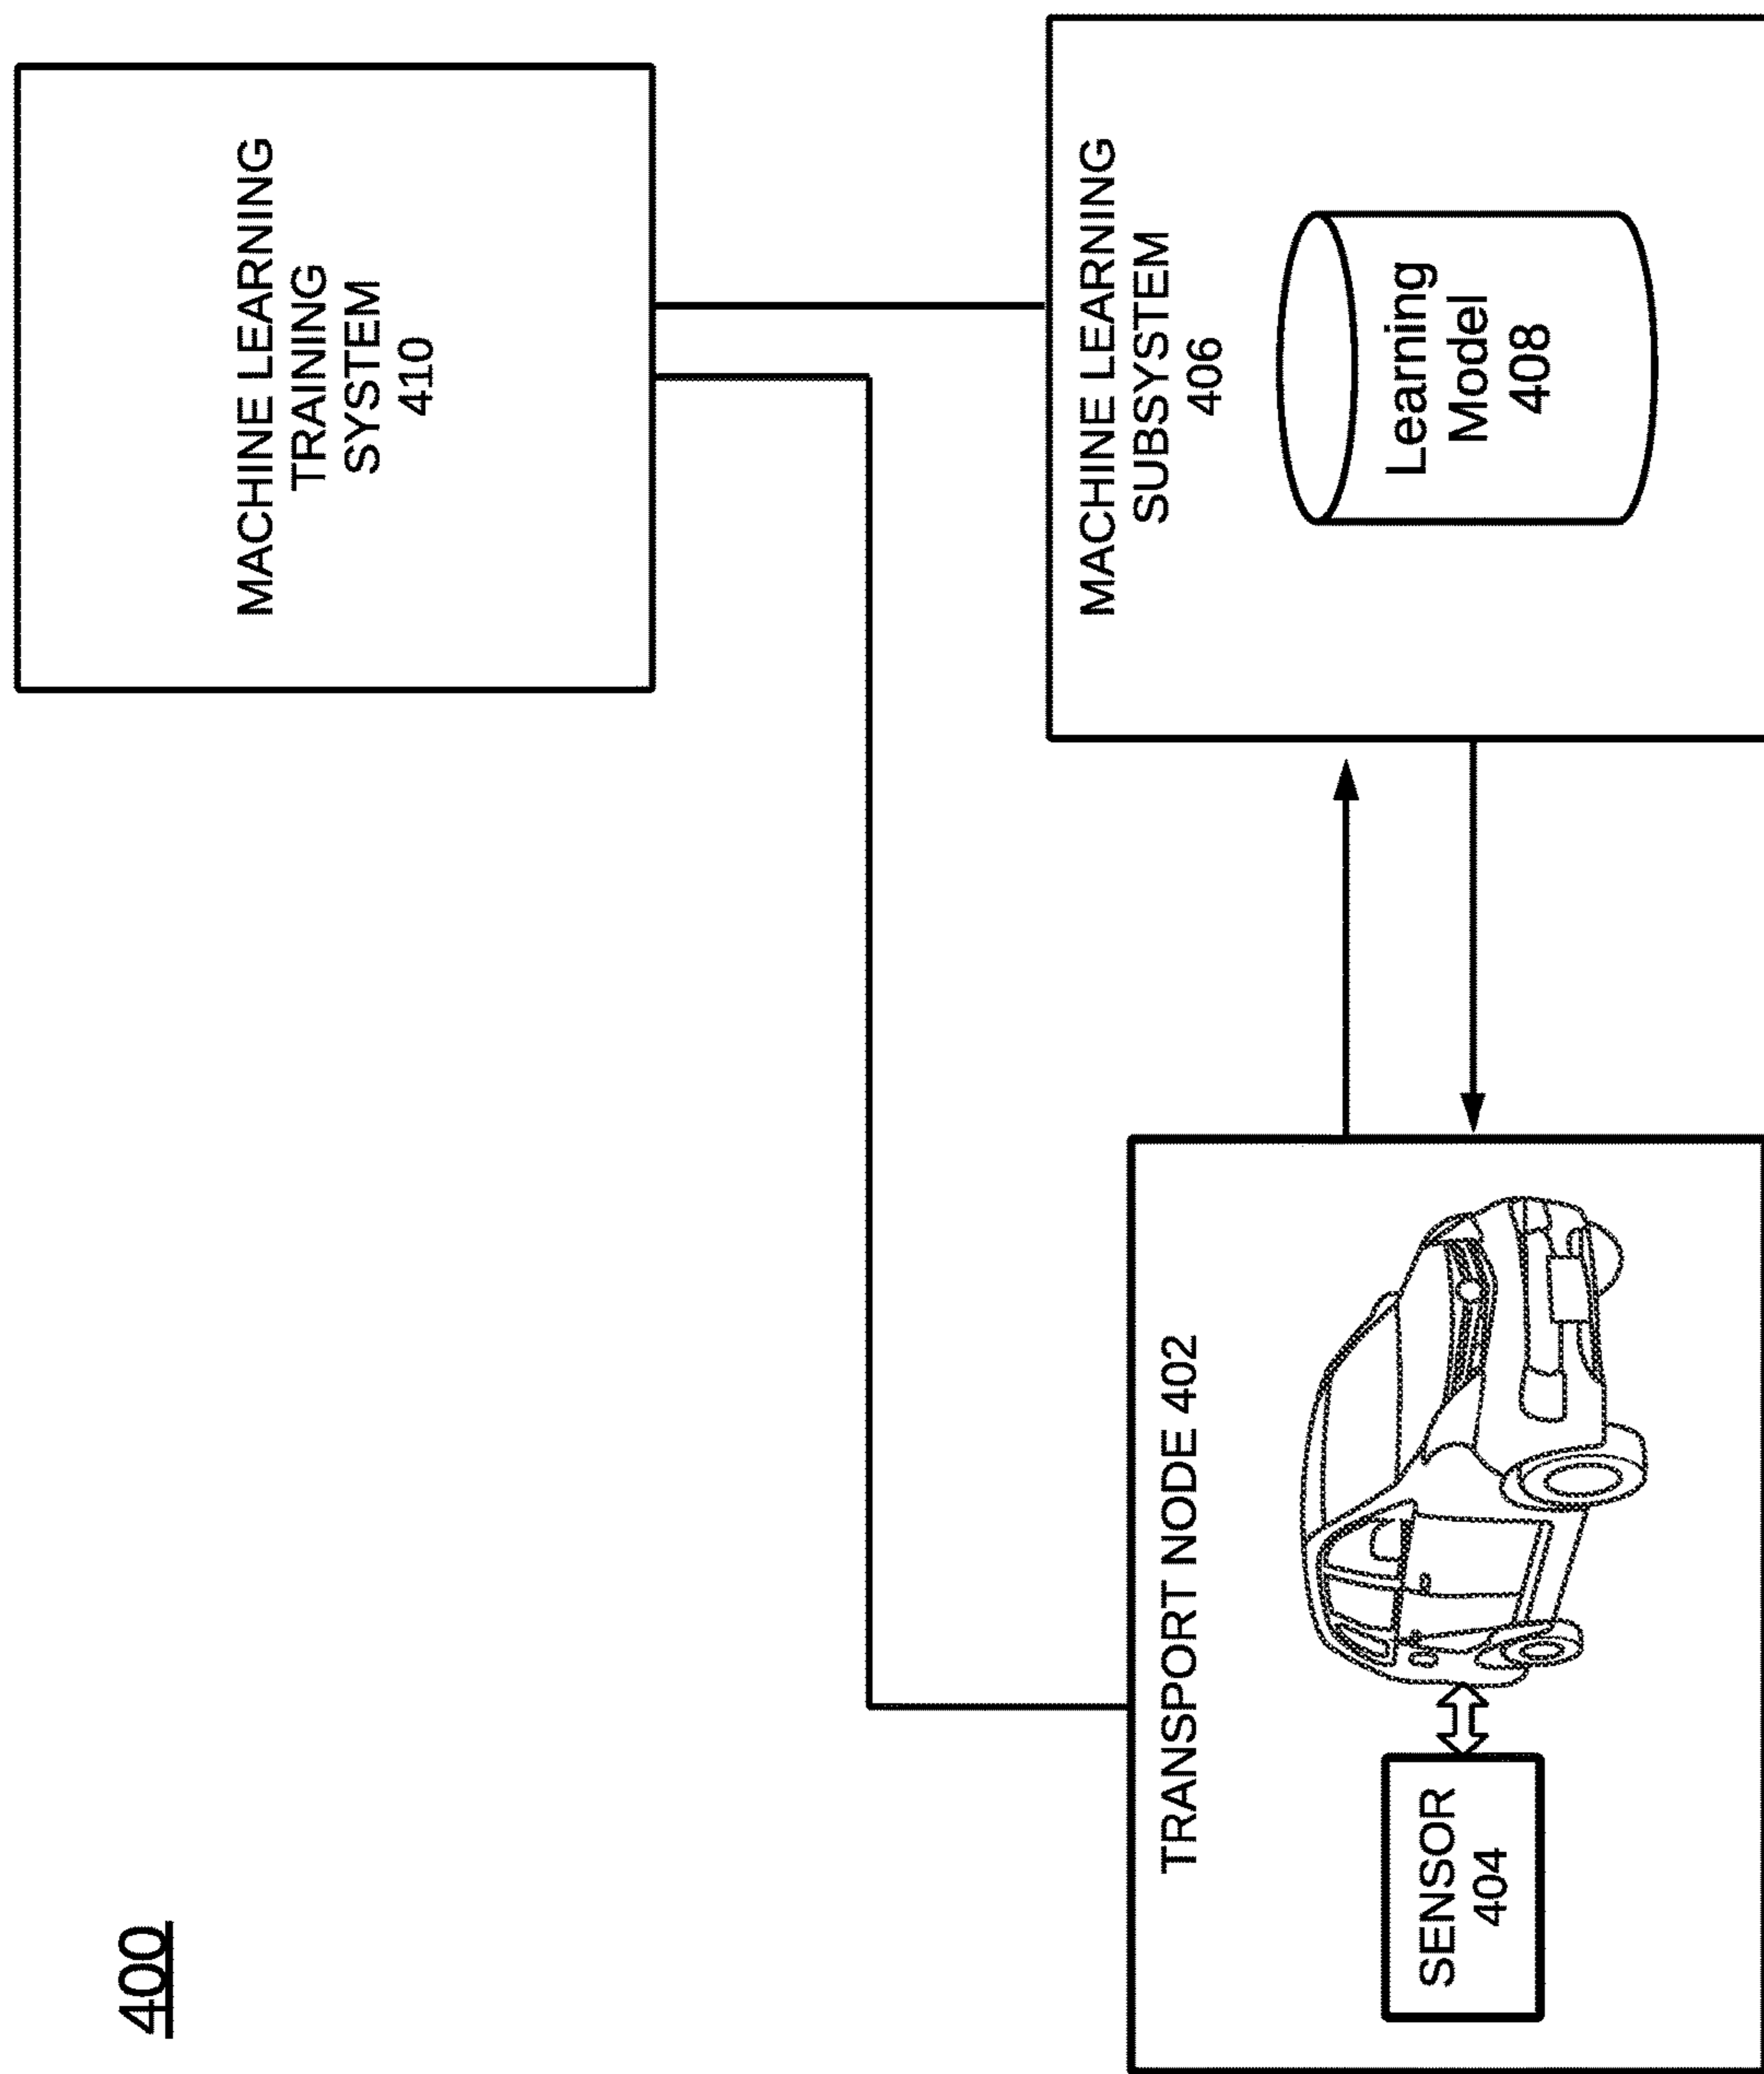 400
MACHINE LEARNING
TRAINING
SYSTEM
410
TRANSPORT NODE 402
SENSOR
404
MACHINE LEARNING
SUBSYSTEM
406
Learning
Model
408